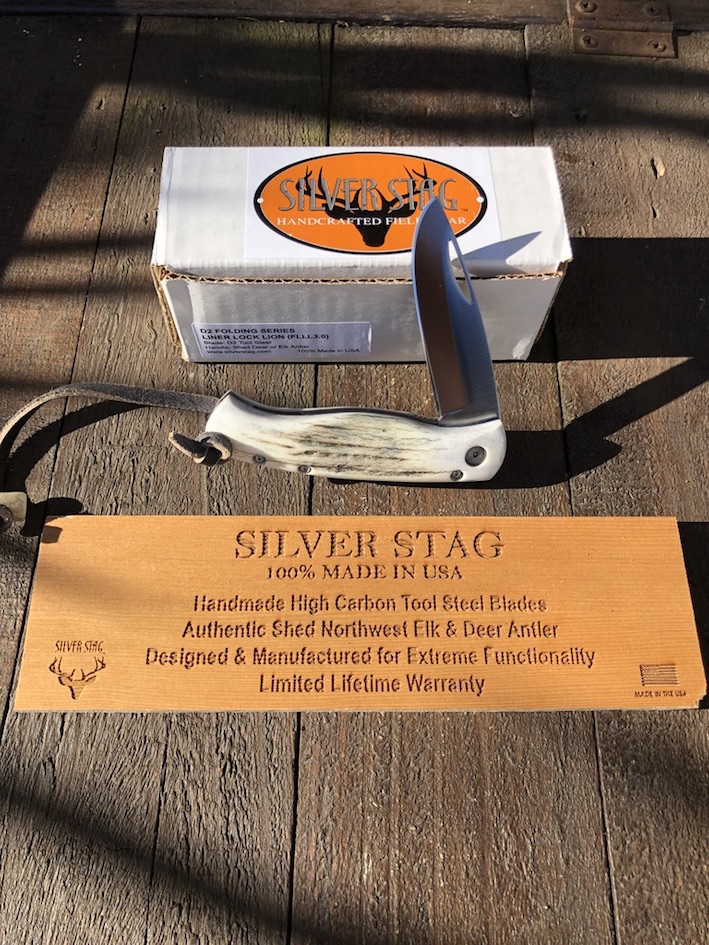 SILVER STAG
HANDCRAFTED FIELD GEAR
D2 FOLDING SERIES
LINER LOCK LION (FLLL3.0)
Blade: D2 Tool Steel
Handle: Shed Deer or Elk Antler
www.silverstag.com 100% Made in USA
SILVER STAG
100% MADE IN USA
Handmade High Carbon Tool Steel Blades
Authentic Shed Northwest Elk & Deer Antler
Designed & Manufactured for Extreme Functionality
Limited Lifetime Warranty
SILVER STAG
MADE IN THE USA